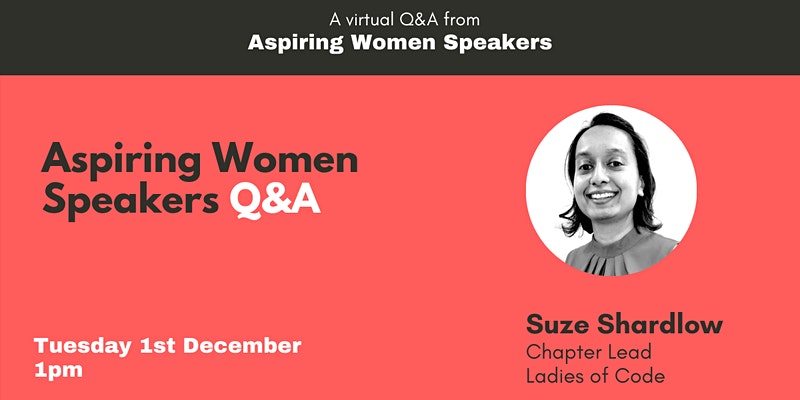 A virtual Q&A from
Aspiring Women Speakers
Aspiring Women
Speakers Q&A
Tuesday 1st December
1pm
Suze Shardlow
Chapter Lead
Ladies of Code